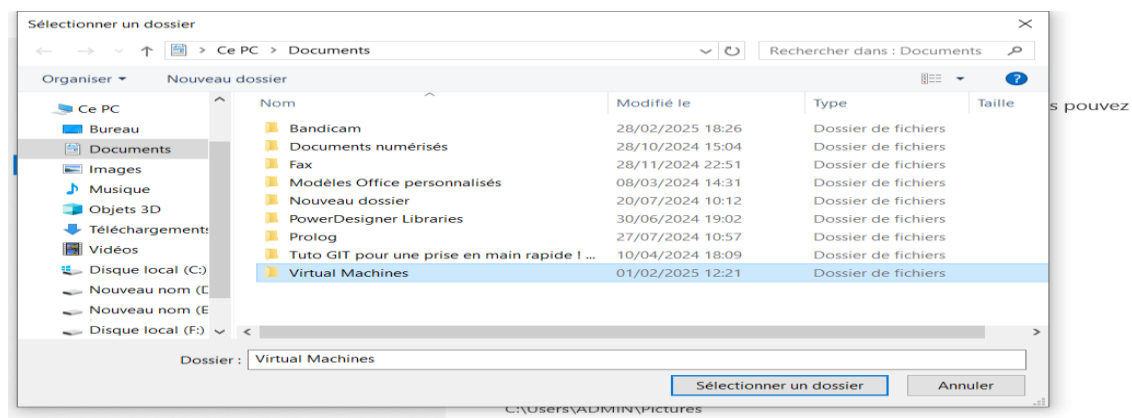 Sélectionner un dossier
Ce PC > Documents
Rechercher dans : Documents
Organiser
Nouveau dossier
?
Nom Modifié le Type Taille
Ce PC
Bureau
Documents
Images
Musique
Objets 3D
Téléchargements
Vidéos
Disque local (C:)
Nouveau nom (D
Nouveau nom (E
Disque local (F:)
Bandicam 28/02/2025 18:26 Dossier de fichiers
Documents numérisés 28/10/2024 15:04 Dossier de fichiers
Fax 28/11/2024 22:51 Dossier de fichiers
Modèles Office personnalisés 08/03/2024 14:31 Dossier de fichiers
Nouveau dossier 20/07/2024 10:12 Dossier de fichiers
PowerDesigner Libraries 30/06/2024 19:02 Dossier de fichiers
Prolog 27/07/2024 10:57 Dossier de fichiers
Tuto GIT pour une prise en main rapide ! ... 10/04/2024 18:09 Dossier de fichiers
Virtual Machines 01/02/2025 12:21 Dossier de fichiers
s pouvez
Dossier : Virtual Machines
Sélectionner un dossier Annuler
C:\Users\ADMIN\Pictures